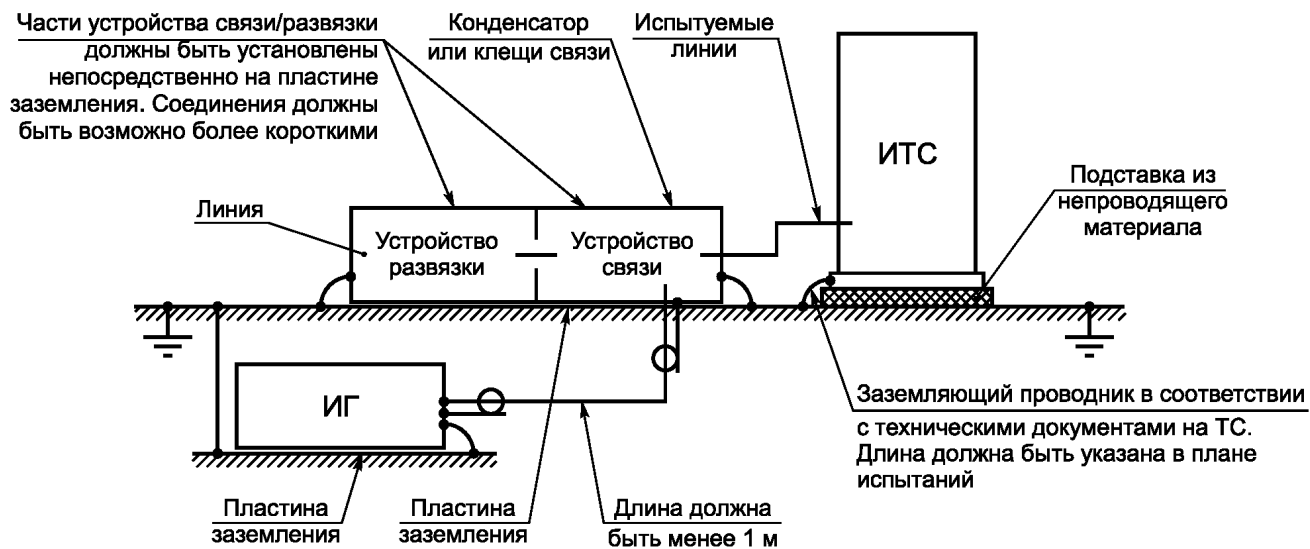 Части устройства связи/развязки
должны быть установлены
непосредственно на пластине
заземления. Соединения должны
быть возможно более короткими
Конденсатор
или клещи связи
Испытуемые
линии
ИТС
Подставка из
непроводящего
материала
Линия
Устройство
развязки
Устройство
связи
ИГ
Заземляющий проводник в соответствии
с техническими документами на ТС.
Длина должна быть указана в плане
испытаний
Пластина
заземления
Пластина
заземления
Длина должна
быть менее 1 м